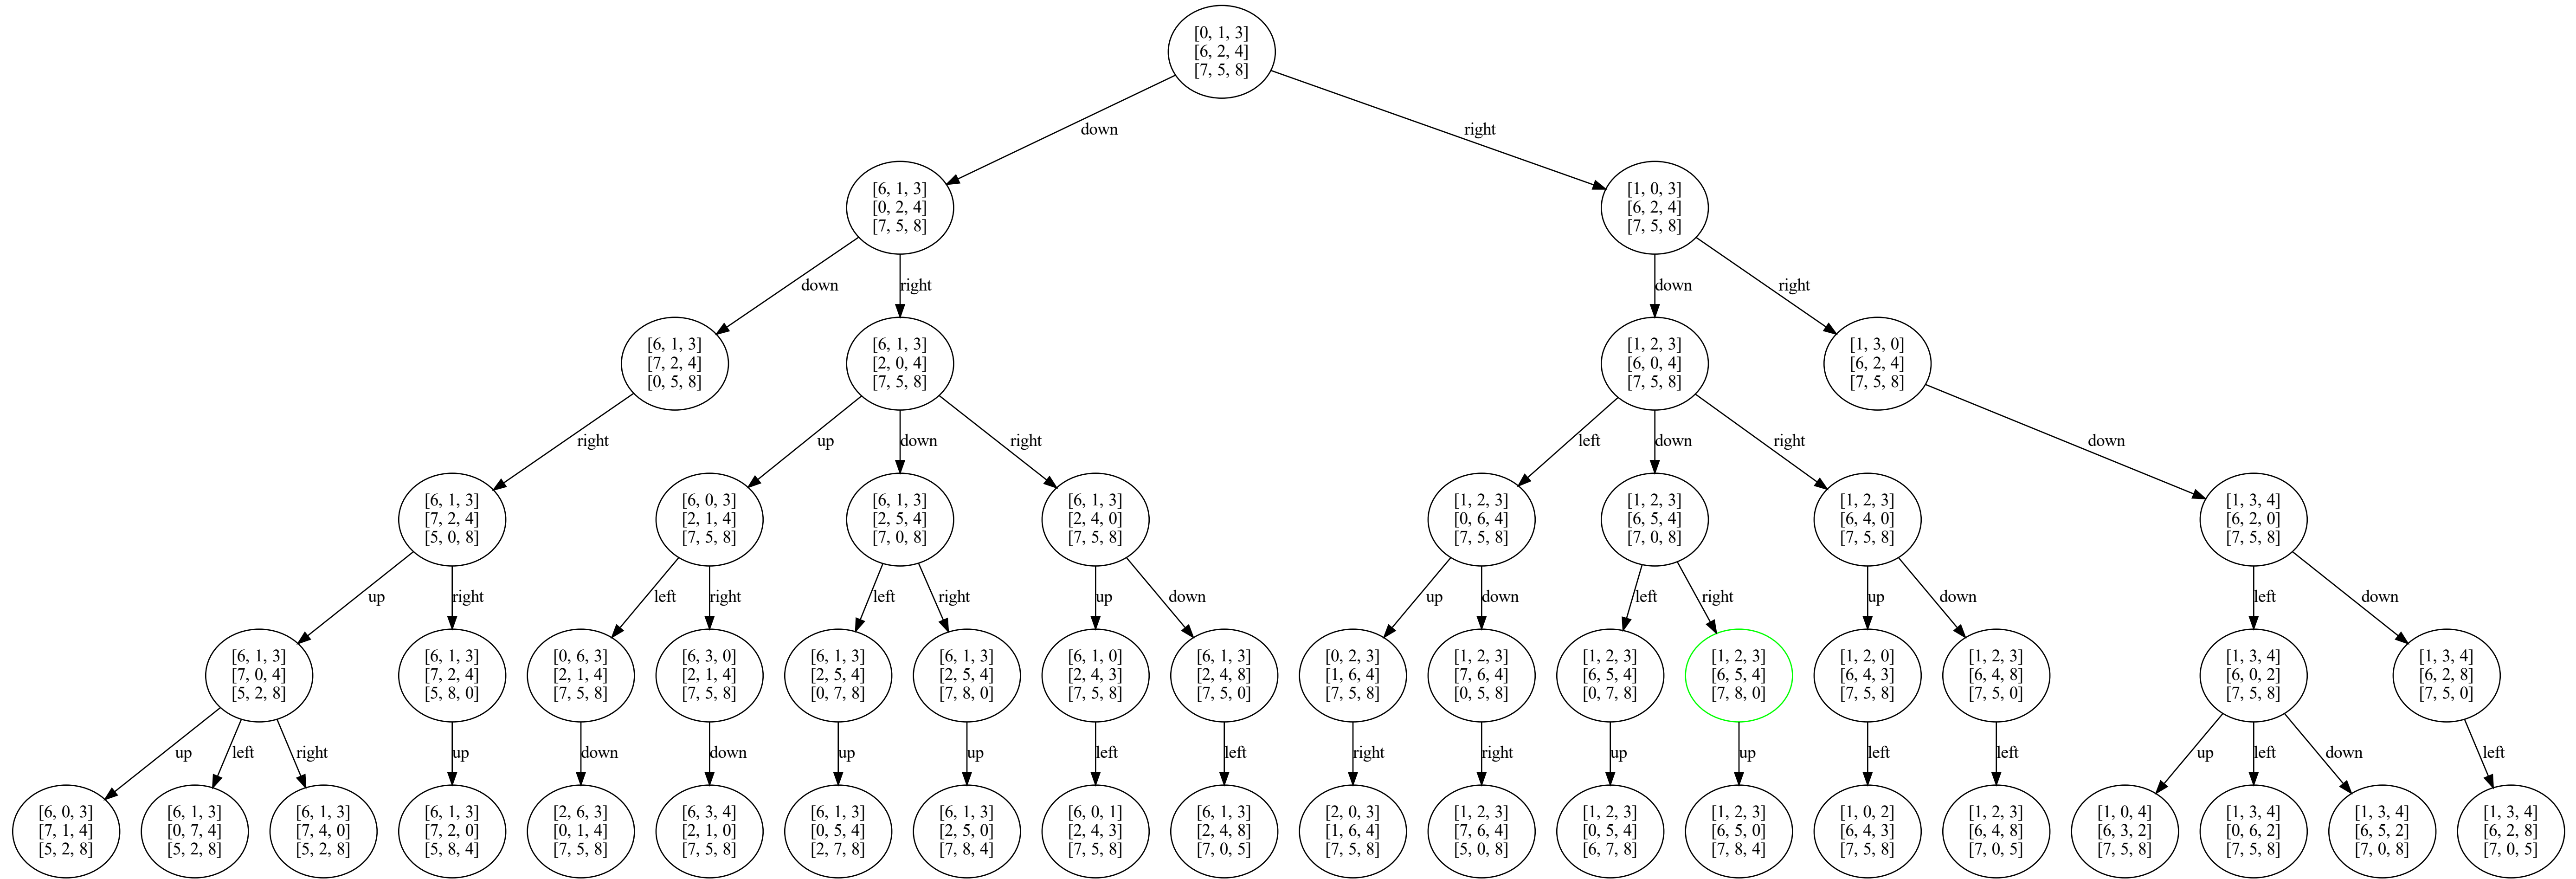 [0, 1, 3]
[6, 2, 4]
[7, 5, 8]
down
right
[6, 1, 3]
[0, 2, 4]
[7, 5, 8]
[1, 0, 3]
[6, 2, 4]
[7, 5, 8]
down
right
down
right
[6, 1, 3]
[7, 2, 4]
[0, 5, 8]
[6, 1, 3]
[2, 0, 4]
[7, 5, 8]
[1, 2, 3]
[6, 0, 4]
[7, 5, 8]
[1, 3, 0]
[6, 2, 4]
[7, 5, 8]
right
up
down
right
left
down
right
down
[6, 1, 3]
[7, 2, 4]
[5, 0, 8]
[6, 0, 3]
[2, 1, 4]
[7, 5, 8]
[6, 1, 3]
[2, 5, 4]
[7, 0, 8]
[6, 1, 3]
[2, 4, 0]
[7, 5, 8]
[1, 2, 3]
[0, 6, 4]
[7, 5, 8]
[1, 2, 3]
[6, 5, 4]
[7, 0, 8]
[1, 2, 3]
[6, 4, 0]
[7, 5, 8]
[1, 3, 4]
[6, 2, 0]
[7, 5, 8]
up
right
left
right
left
right
up
down
up
down
left
right
up
down
left
down
[6, 1, 3]
[7, 0, 4]
[5, 2, 8]
[6, 1, 3]
[7, 2, 4]
[5, 8, 0]
[0, 6, 3]
[2, 1, 4]
[7, 5, 8]
[6, 3, 0]
[2, 1, 4]
[7, 5, 8]
[6, 1, 3]
[2, 5, 4]
[0, 7, 8]
[6, 1, 3]
[2, 5, 4]
[7, 8, 0]
[6, 1, 0]
[2, 4, 3]
[7, 5, 8]
[6, 1, 3]
[2, 4, 8]
[7, 5, 0]
[0, 2, 3]
[1, 6, 4]
[7, 5, 8]
[1, 2, 3]
[7, 6, 4]
[0, 5, 8]
[1, 2, 3]
[6, 5, 4]
[0, 7, 8]
[1, 2, 3]
[6, 5, 4]
[7, 8, 0]
[1, 2, 0]
[6, 4, 3]
[7, 5, 8]
[1, 2, 3]
[6, 4, 8]
[7, 5, 0]
[1, 3, 4]
[6, 0, 2]
[7, 5, 8]
[1, 3, 4]
[6, 2, 8]
[7, 5, 0]
up
left
right
up
down
down
up
up
left
left
right
right
up
up
left
left
up
left
down
left
[6, 0, 3]
[7, 1, 4]
[5, 2, 8]
[6, 1, 3]
[0, 7, 4]
[5, 2, 8]
[6, 1, 3]
[7, 4, 0]
[5, 2, 8]
[6, 1, 3]
[7, 2, 0]
[5, 8, 4]
[2, 6, 3]
[0, 1, 4]
[7, 5, 8]
[6, 3, 4]
[2, 1, 0]
[7, 5, 8]
[6, 1, 3]
[0, 5, 4]
[2, 7, 8]
[6, 1, 3]
[2, 5, 0]
[7, 8, 4]
[6, 0, 1]
[2, 4, 3]
[7, 5, 8]
[6, 1, 3]
[2, 4, 8]
[7, 0, 5]
[2, 0, 3]
[1, 6, 4]
[7, 5, 8]
[1, 2, 3]
[7, 6, 4]
[5, 0, 8]
[1, 2, 3]
[0, 5, 4]
[6, 7, 8]
[1, 2, 3]
[6, 5, 0]
[7, 8, 4]
[1, 0, 2]
[6, 4, 3]
[7, 5, 8]
[1, 2, 3]
[6, 4, 8]
[7, 0, 5]
[1, 0, 4]
[6, 3, 2]
[7, 5, 8]
[1, 3, 4]
[0, 6, 2]
[7, 5, 8]
[1, 3, 4]
[6, 5, 2]
[7, 0, 8]
[1, 3, 4]
[6, 2, 8]
[7, 0, 5]